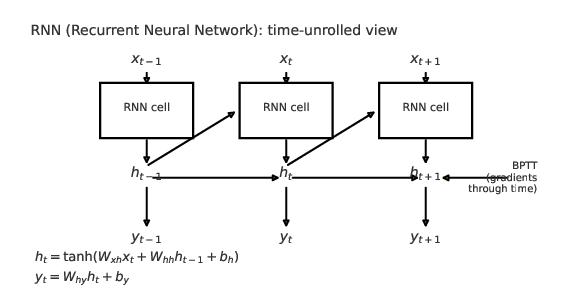 RNN (Recurrent Neural Network): time-unrolled view
x_{t−1} x_t x_{t+1}
RNN cell RNN cell RNN cell
h_{t−1} h_t h_{t+1}
BPTT
(gradients
through time)
y_{t−1} y_t y_{t+1}
h_t = tanh(W_{xh}x_t + W_{hh}h_{t−1} + b_h)
y_t = W_{hy}h_t + b_y